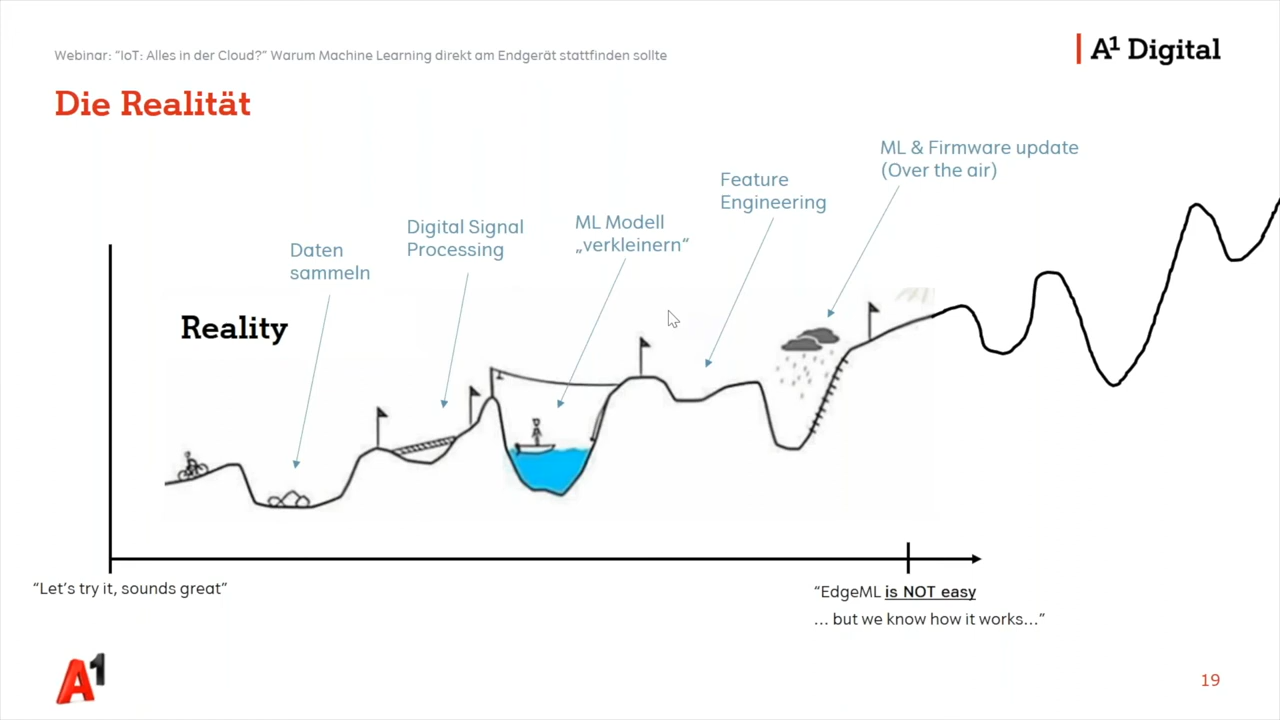 Webinar: "IoT: Alles in der Cloud?" Warum Machine Learning direkt am Endgerät stattfinden sollte
A¹ Digital
Die Realität
ML & Firmware update
(Over the air)
Feature
Engineering
ML Modell
„verkleinern“
Digital Signal
Processing
Daten
sammeln
Reality
“Let’s try it, sounds great”
“EdgeML is NOT easy
… but we know how it works…”
A1
19